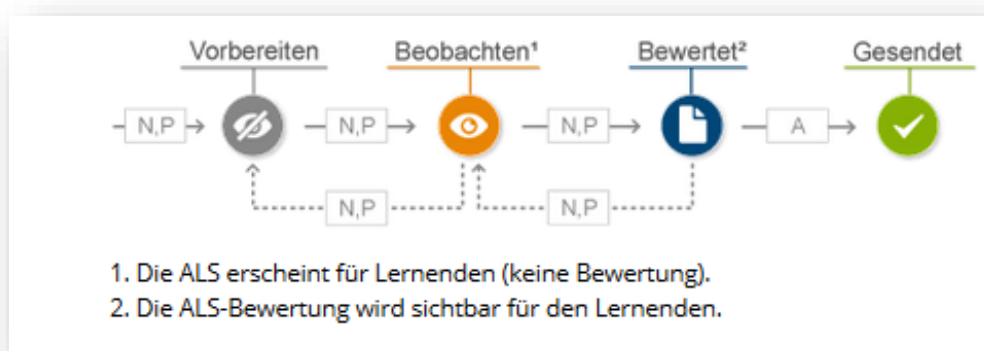 Vorbereiten Beobachten¹ Bewertet² Gesendet
N,P N,P N,P A
N,P N,P
1. Die ALS erscheint für Lernenden (keine Bewertung).
2. Die ALS-Bewertung wird sichtbar für den Lernenden.